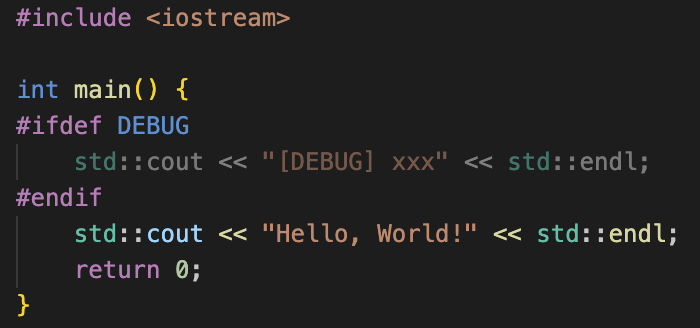 #include <iostream>
int main() {
#ifdef DEBUG
    std::cout << "[DEBUG] xxx" << std::endl;
#endif
    std::cout << "Hello, World!" << std::endl;
    return 0;
}